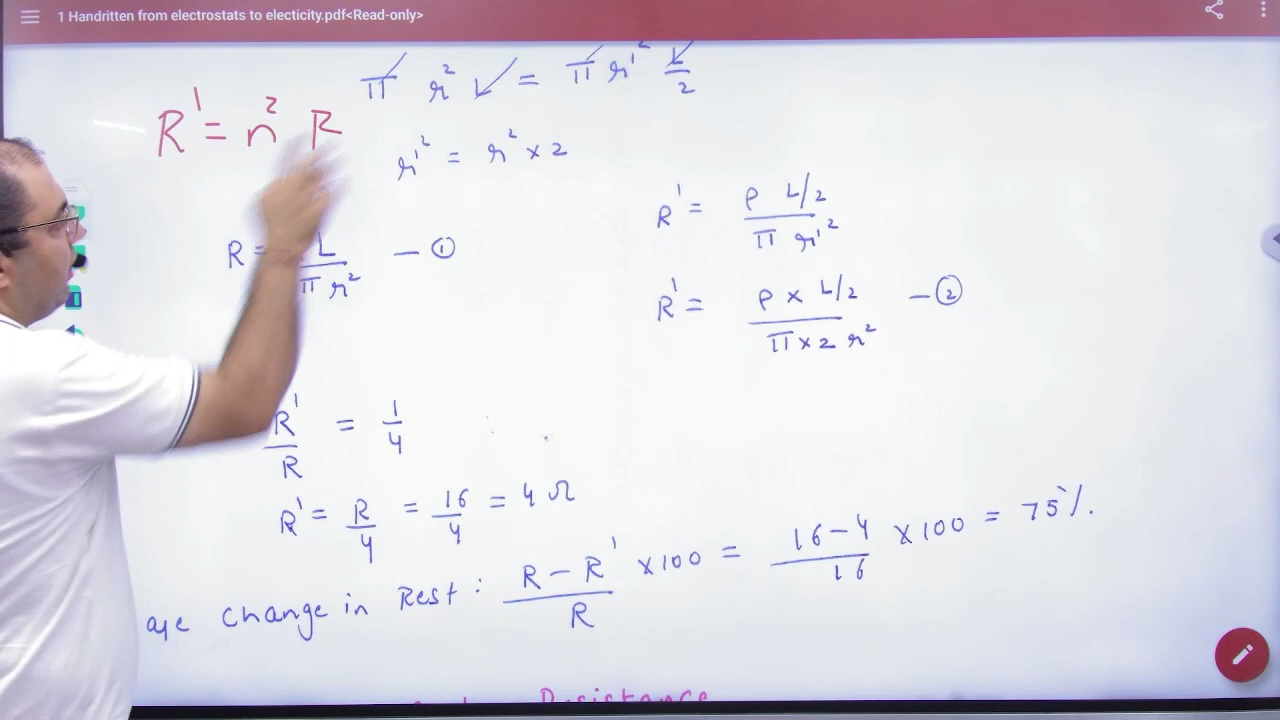 1 Handritten from electrostats to electicity.pdf<Read-only>
π r² L = π r'² L/2
R' = n² R
r'² = r² × 2
R' = ρ L/2 / π r'²
R = L / π r² — ①
R' = ρ × L/2 / π × 2 r² — ②
R'/R = 1/4
R' = R/4 = 16/4 = 4 Ω
age change in Rest : R – R' / R × 100 = 16 – 4 / 16 × 100 = 75 %.
Resistance